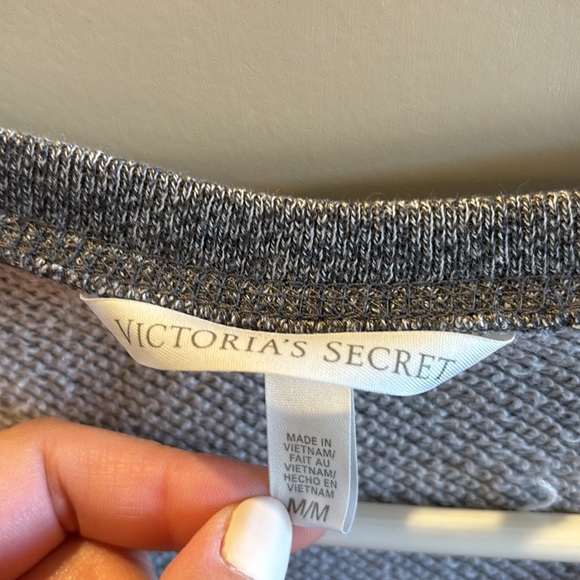 VICTORIA'S SECRET
MADE IN
VIETNAM/
FAIT AU
VIETNAM/
HECHO EN
VIETNAM
M/M